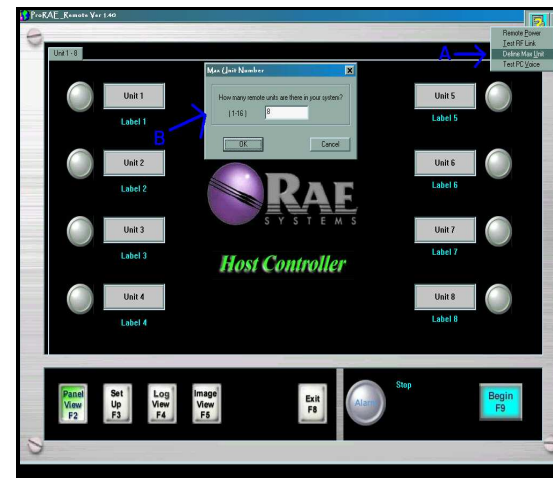 ProRAE_Remote Ver 1.40
Remote Power
Test RF Link
Define Max Unit
Test PC Voice
A
Unit 1 - 8
Max Unit Number
How many remote units are there in your system?
(1-16)
8
OK
Cancel
B
Unit 1
Label 1
Unit 2
Label 2
Unit 3
Label 3
Unit 4
Label 4
Unit 5
Label 5
Unit 6
Label 6
Unit 7
Label 7
Unit 8
Label 8
RAE
SYSTEMS
Host Controller
Panel
View
F2
Set
Up
F3
Log
View
F4
Image
View
F5
Exit
F8
Alarm
Stop
Begin
F9